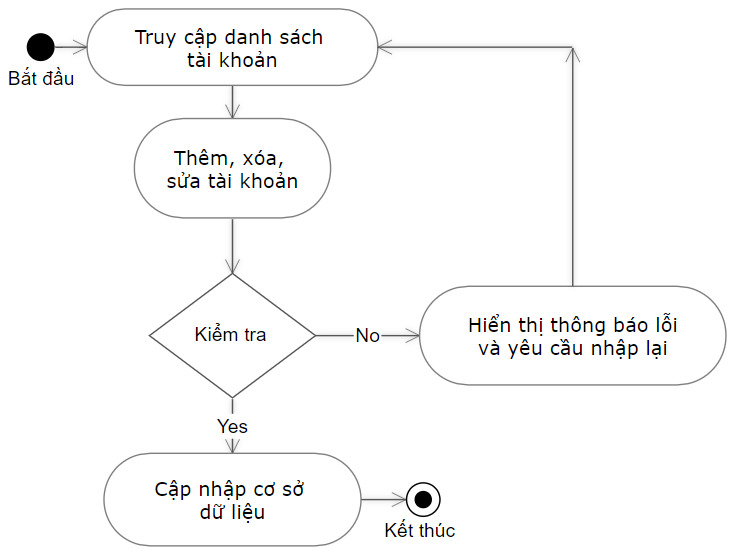 Truy cập danh sách
tài khoản
Bắt đầu
Thêm, xóa,
sửa tài khoản
Kiểm tra
No
Hiển thị thông báo lỗi
và yêu cầu nhập lại
Yes
Cập nhập cơ sở
dữ liệu
Kết thúc